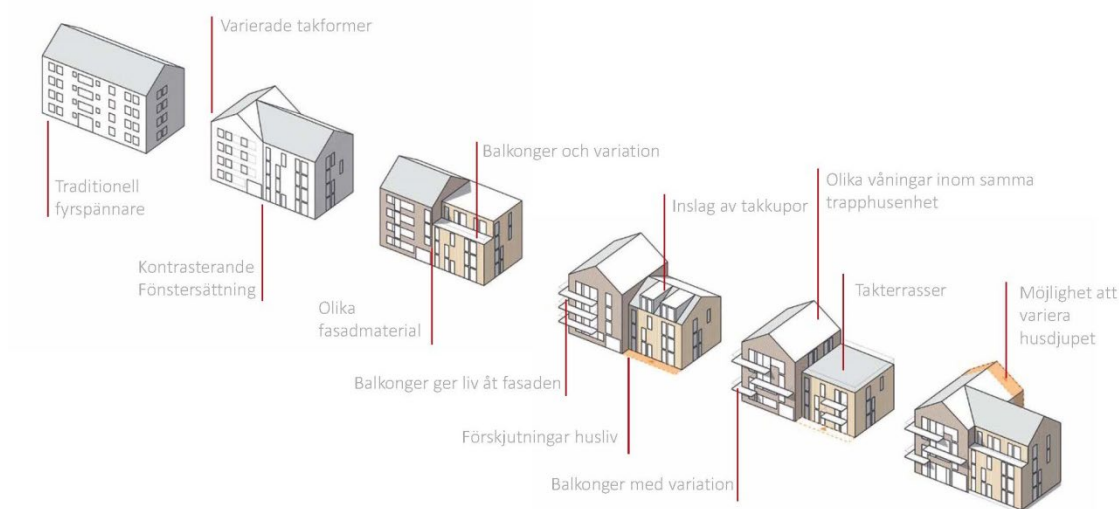 Varierade takformer
Traditionell
fyrspännare
Kontrasterande
Fönstersättning
Balkonger och variation
Olika
fasadmaterial
Inslag av takkupor
Balkonger ger liv åt fasaden
Förskjutningar husliv
Olika våningar inom samma
trapphusenhet
Takterrasser
Balkonger med variation
Möjlighet att
variera
husdjupet